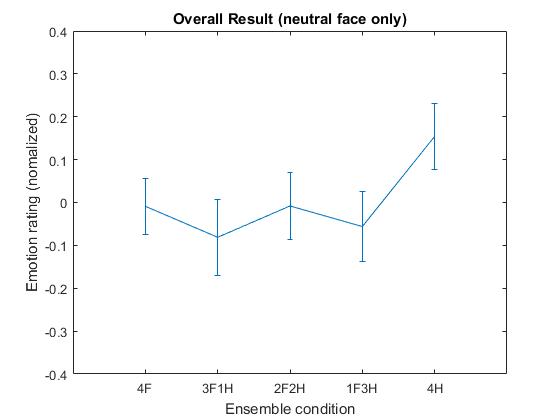 Overall Result (neutral face only)
Emotion rating (nomalized)
0.4
0.3
0.2
0.1
0
-0.1
-0.2
-0.3
-0.4
4F 3F1H 2F2H 1F3H 4H
Ensemble condition